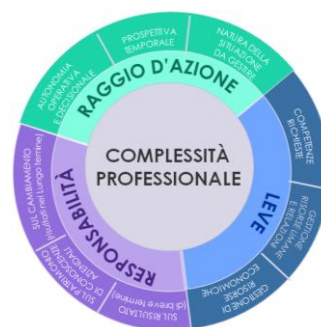 COMPLESSITÀ
PROFESSIONALE
RAGGIO D'AZIONE
AUTONOMIA
OPERATIVA
E DECISIONALE
PROSPETTIVA
TEMPORALE
NATURA DELLA
SITUAZIONE
DA GESTIRE
LEVE
COMPETENZE
RICHIESTE
GESTIONE
RISORSE UMANE
E RELAZIONI
GESTIONE DI
RISORSE
ECONOMICHE
RESPONSABILITÀ
SUL RISULTATO
(di breve termine)
SUL PATRIMONIO
DI CONOSCENZE
AZIENDALI
SUL CAMBIAMENTO
(risultati nel Lungo termine)